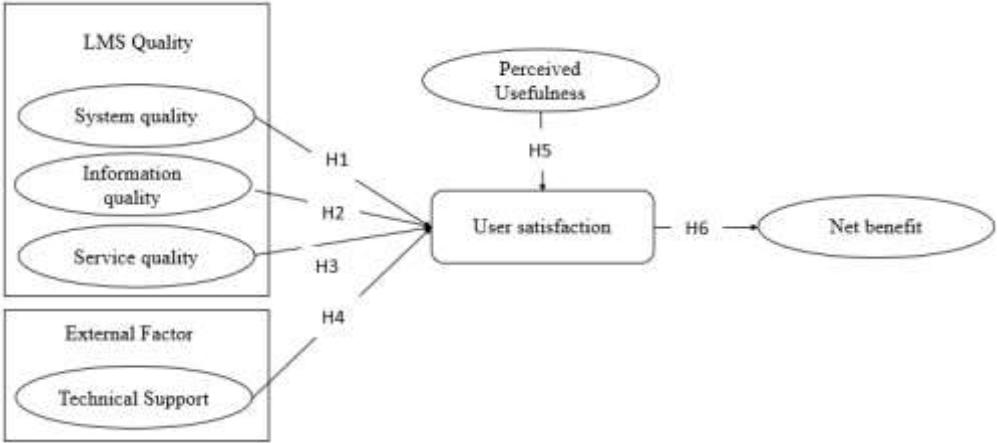 LMS Quality
System quality
Information
quality
Service quality
External Factor
Technical Support
H1
H2
H3
H4
Perceived
Usefulness
H5
User satisfaction
H6
Net benefit